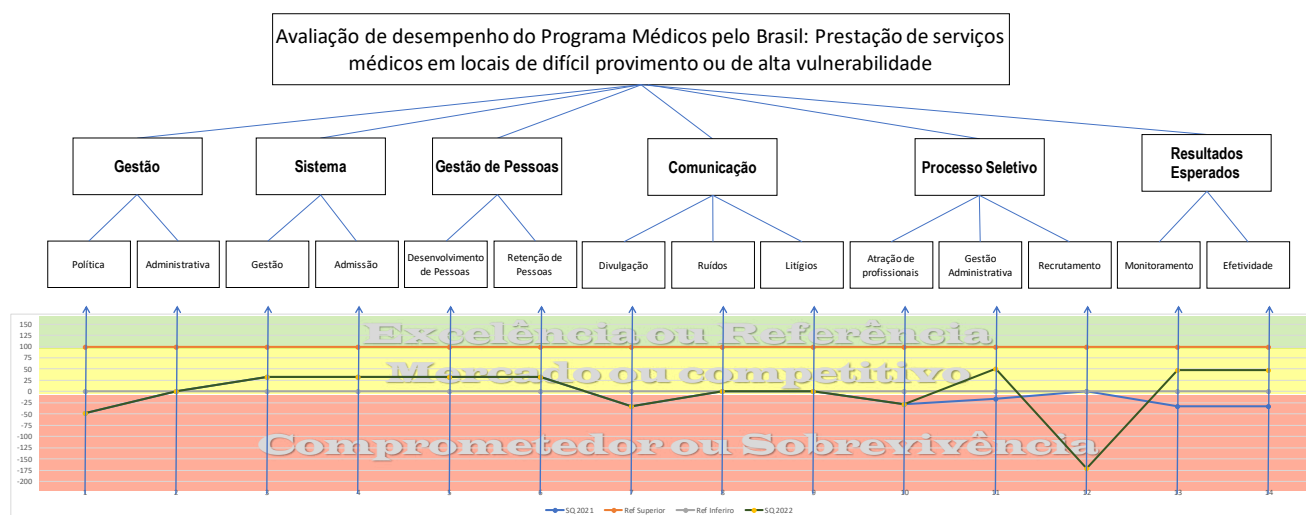 Avaliação de desempenho do Programa Médicos pelo Brasil: Prestação de serviços
médicos em locais de difícil provimento ou de alta vulnerabilidade
Gestão
Sistema
Gestão de Pessoas
Comunicação
Processo Seletivo
Resultados
Esperados
Política
Administrativa
Gestão
Admissão
Desenvolvimento
de Pessoas
Retenção de
Pessoas
Divulgação
Ruídos
Litígios
Atração de
profissionais
Gestão
Administrativa
Recrutamento
Monitoramento
Efetividade
Excelência ou Referência
Mercado ou competitivo
Comprometedor ou Sobrevivência
150
125
100
75
50
25
0
-25
-50
-75
-100
-125
-150
-175
-200
1 2 3 4 5 6 7 8 9 10 11 12 13 14
SQ 2021 Ref Superior Ref Inferiro SQ 2022